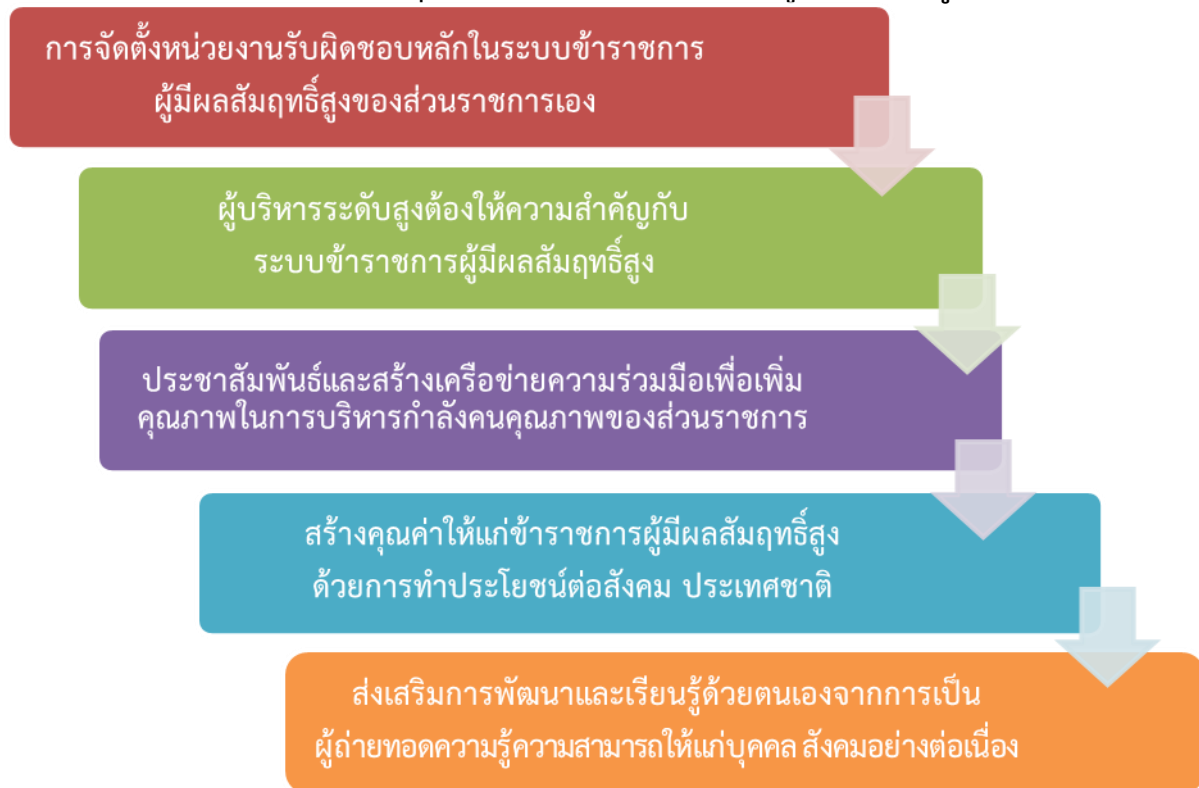 การจัดตั้งหน่วยงานรับผิดชอบหลักในระบบข้าราชการ
ผู้มีผลสัมฤทธิ์สูงของส่วนราชการเอง
ผู้บริหารระดับสูงต้องให้ความสำคัญกับ
ระบบข้าราชการผู้มีผลสัมฤทธิ์สูง
ประชาสัมพันธ์และสร้างเครือข่ายความร่วมมือเพื่อเพิ่ม
คุณภาพในการบริหารกำลังคนคุณภาพของส่วนราชการ
สร้างคุณค่าให้แก่ข้าราชการผู้มีผลสัมฤทธิ์สูง
ด้วยการทำประโยชน์ต่อสังคม ประเทศชาติ
ส่งเสริมการพัฒนาและเรียนรู้ด้วยตนเองจากการเป็น
ผู้ถ่ายทอดความรู้ความสามารถให้แก่บุคคล สังคมอย่างต่อเนื่อง